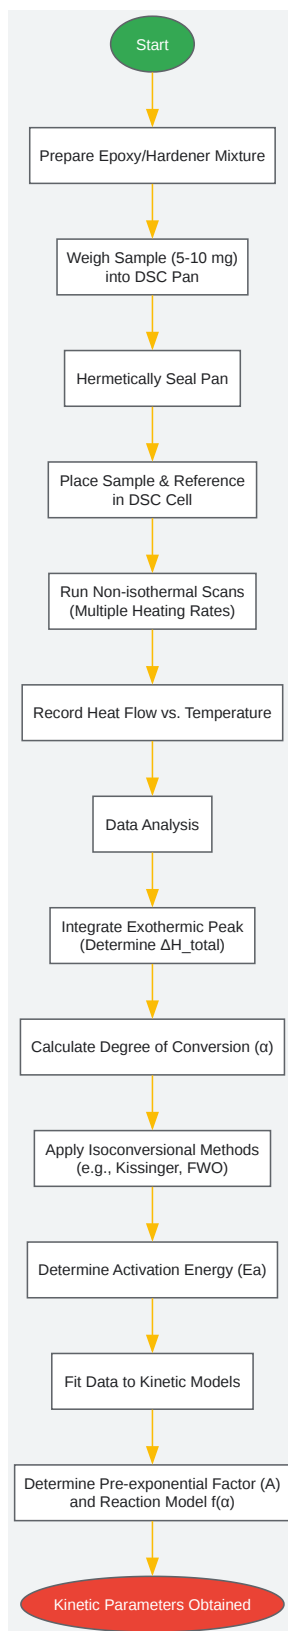 Start
Prepare Epoxy/Hardener Mixture
Weigh Sample (5-10 mg)
into DSC Pan
Hermetically Seal Pan
Place Sample & Reference
in DSC Cell
Run Non-isothermal Scans
(Multiple Heating Rates)
Record Heat Flow vs. Temperature
Data Analysis
Integrate Exothermic Peak
(Determine ΔH_total)
Calculate Degree of Conversion (α)
Apply Isoconversional Methods
(e.g., Kissinger, FWO)
Determine Activation Energy (Ea)
Fit Data to Kinetic Models
Determine Pre-exponential Factor (A)
and Reaction Model f(α)
Kinetic Parameters Obtained